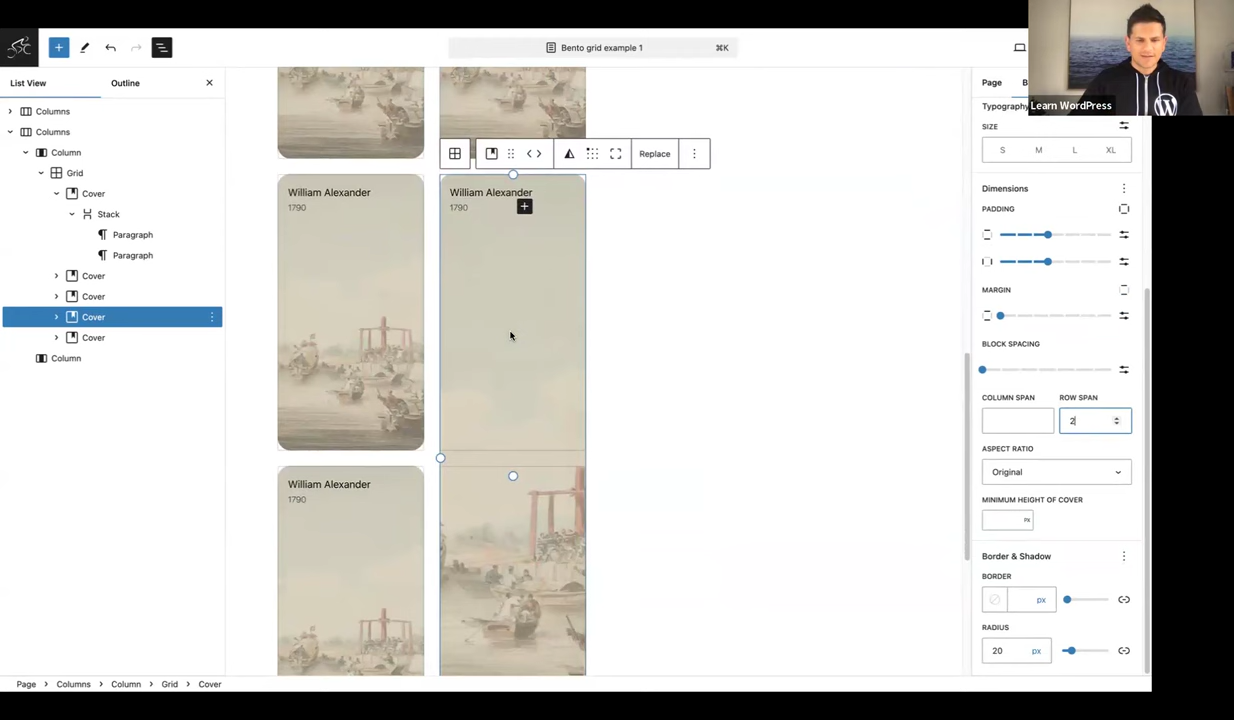 Bento grid example 1
⌘K
List View
Outline
Columns
Columns
Column
Grid
Cover
Stack
Paragraph
Paragraph
Cover
Cover
Cover
Cover
Column
Replace
William Alexander
1790
William Alexander
1790
William Alexander
1790
Learn WordPress
Page
B
Typography
SIZE
S M L XL
Dimensions
PADDING
MARGIN
BLOCK SPACING
COLUMN SPAN
ROW SPAN
2
ASPECT RATIO
Original
MINIMUM HEIGHT OF COVER
PX
Border & Shadow
BORDER
px
RADIUS
20 px
Page > Columns > Column > Grid > Cover